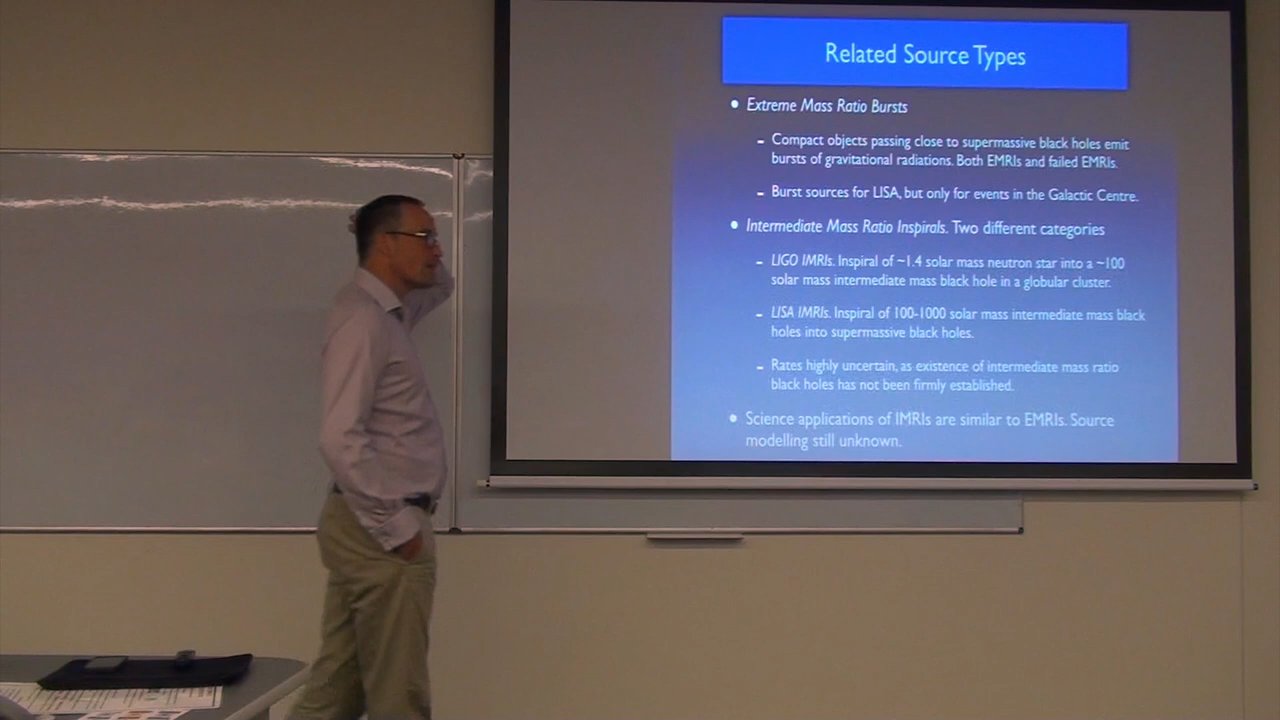 Related Source Types
• Extreme Mass Ratio Bursts
- Compact objects passing close to supermassive black holes emit
bursts of gravitational radiations. Both EMRIs and failed EMRIs.
- Burst sources for LISA, but only for events in the Galactic Centre.
• Intermediate Mass Ratio Inspirals. Two different categories
- LIGO IMRIs. Inspiral of ~1.4 solar mass neutron star into a ~100
solar mass intermediate mass black hole in a globular cluster.
- LISA IMRIs. Inspiral of 100-1000 solar mass intermediate mass black
holes into supermassive black holes.
- Rates highly uncertain, as existence of intermediate mass ratio
black holes has not been firmly established.
• Science applications of IMRIs are similar to EMRIs. Source
modelling still unknown.